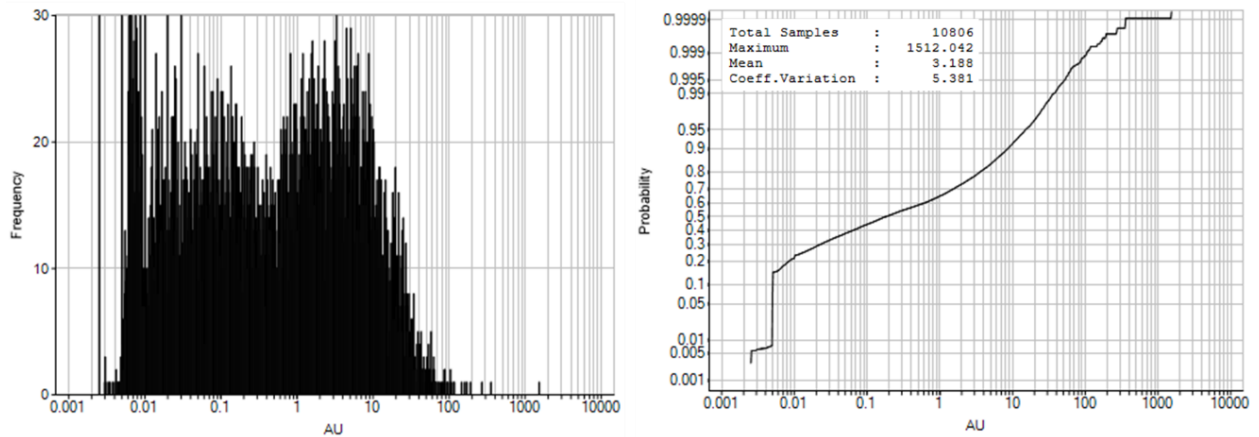 30
20
10
0
Frequency
0.001 0.01 0.1 1 10 100 1000 10000
AU
0.9999
0.999
0.995
0.99
0.95
0.9
0.8
0.7
0.6
0.5
0.4
0.3
0.2
0.1
0.05
0.01
0.005
0.001
Probability
Total Samples : 10806
Maximum : 1512.042
Mean : 3.188
Coeff.Variation : 5.381
0.001 0.01 0.1 1 10 100 1000 10000
AU